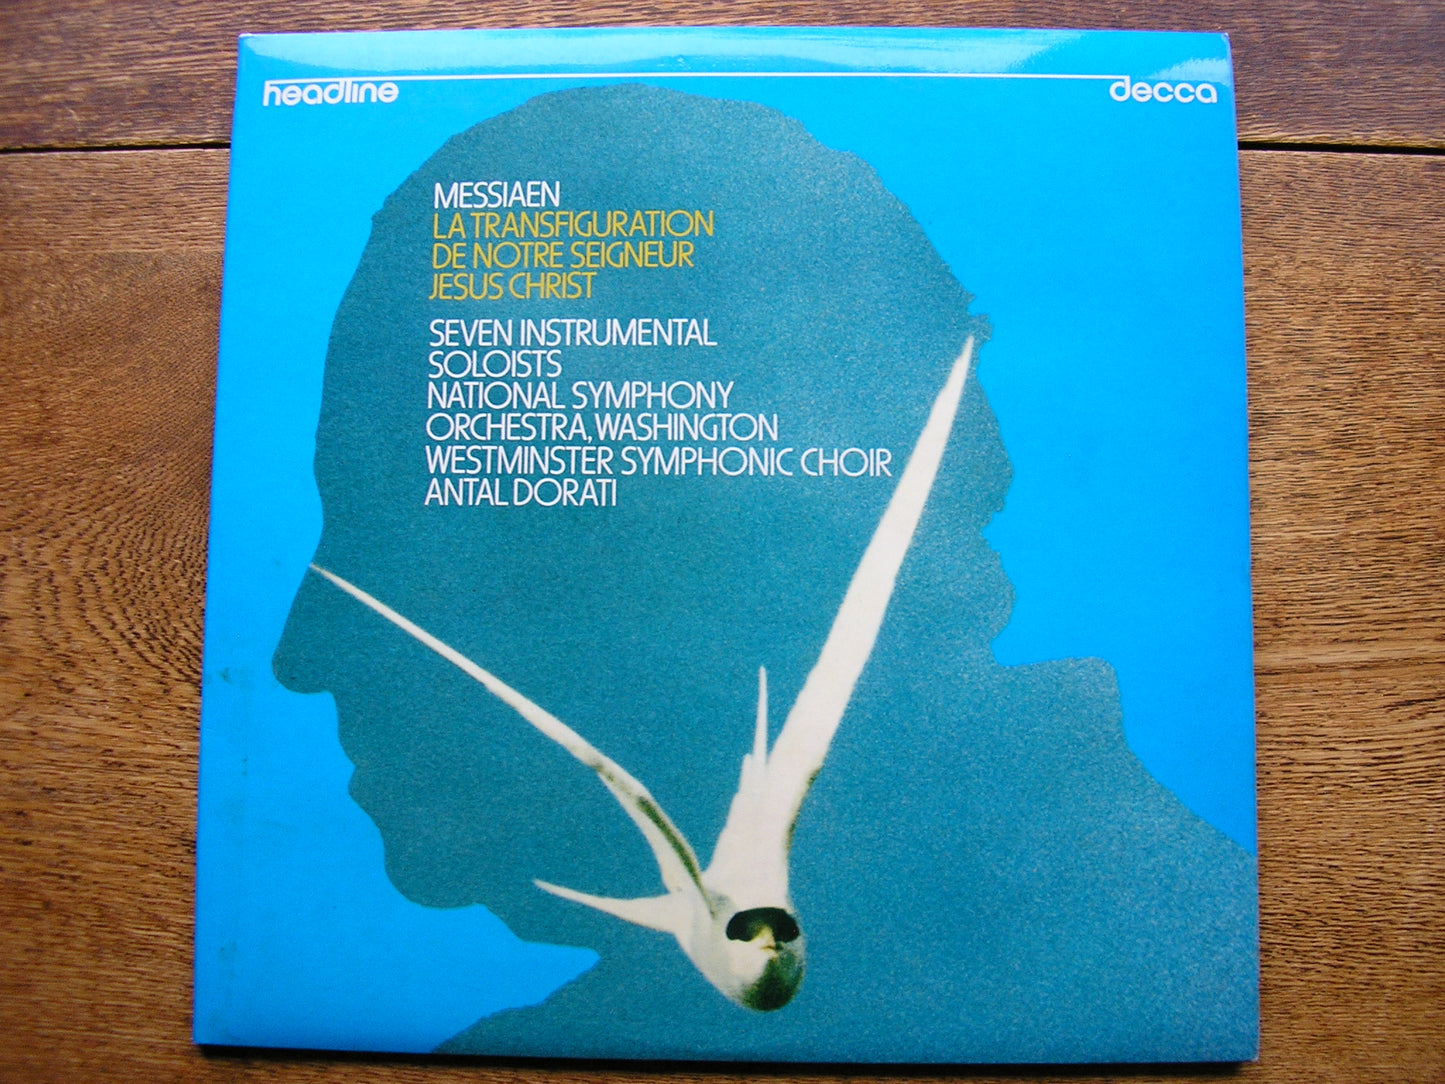 headline
decca
MESSIAEN
LA TRANSFIGURATION
DE NOTRE SEIGNEUR
JESUS CHRIST
SEVEN INSTRUMENTAL
SOLOISTS
NATIONAL SYMPHONY
ORCHESTRA, WASHINGTON
WESTMINSTER SYMPHONIC CHOIR
ANTAL DORATI